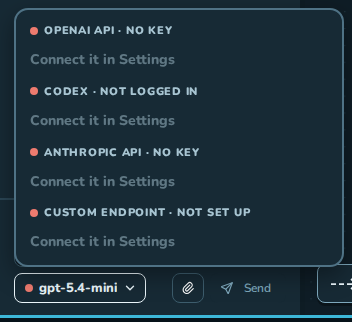 OPENAI API · NO KEY
Connect it in Settings
CODEX · NOT LOGGED IN
Connect it in Settings
ANTHROPIC API · NO KEY
Connect it in Settings
CUSTOM ENDPOINT · NOT SET UP
Connect it in Settings
gpt-5.4-mini Send